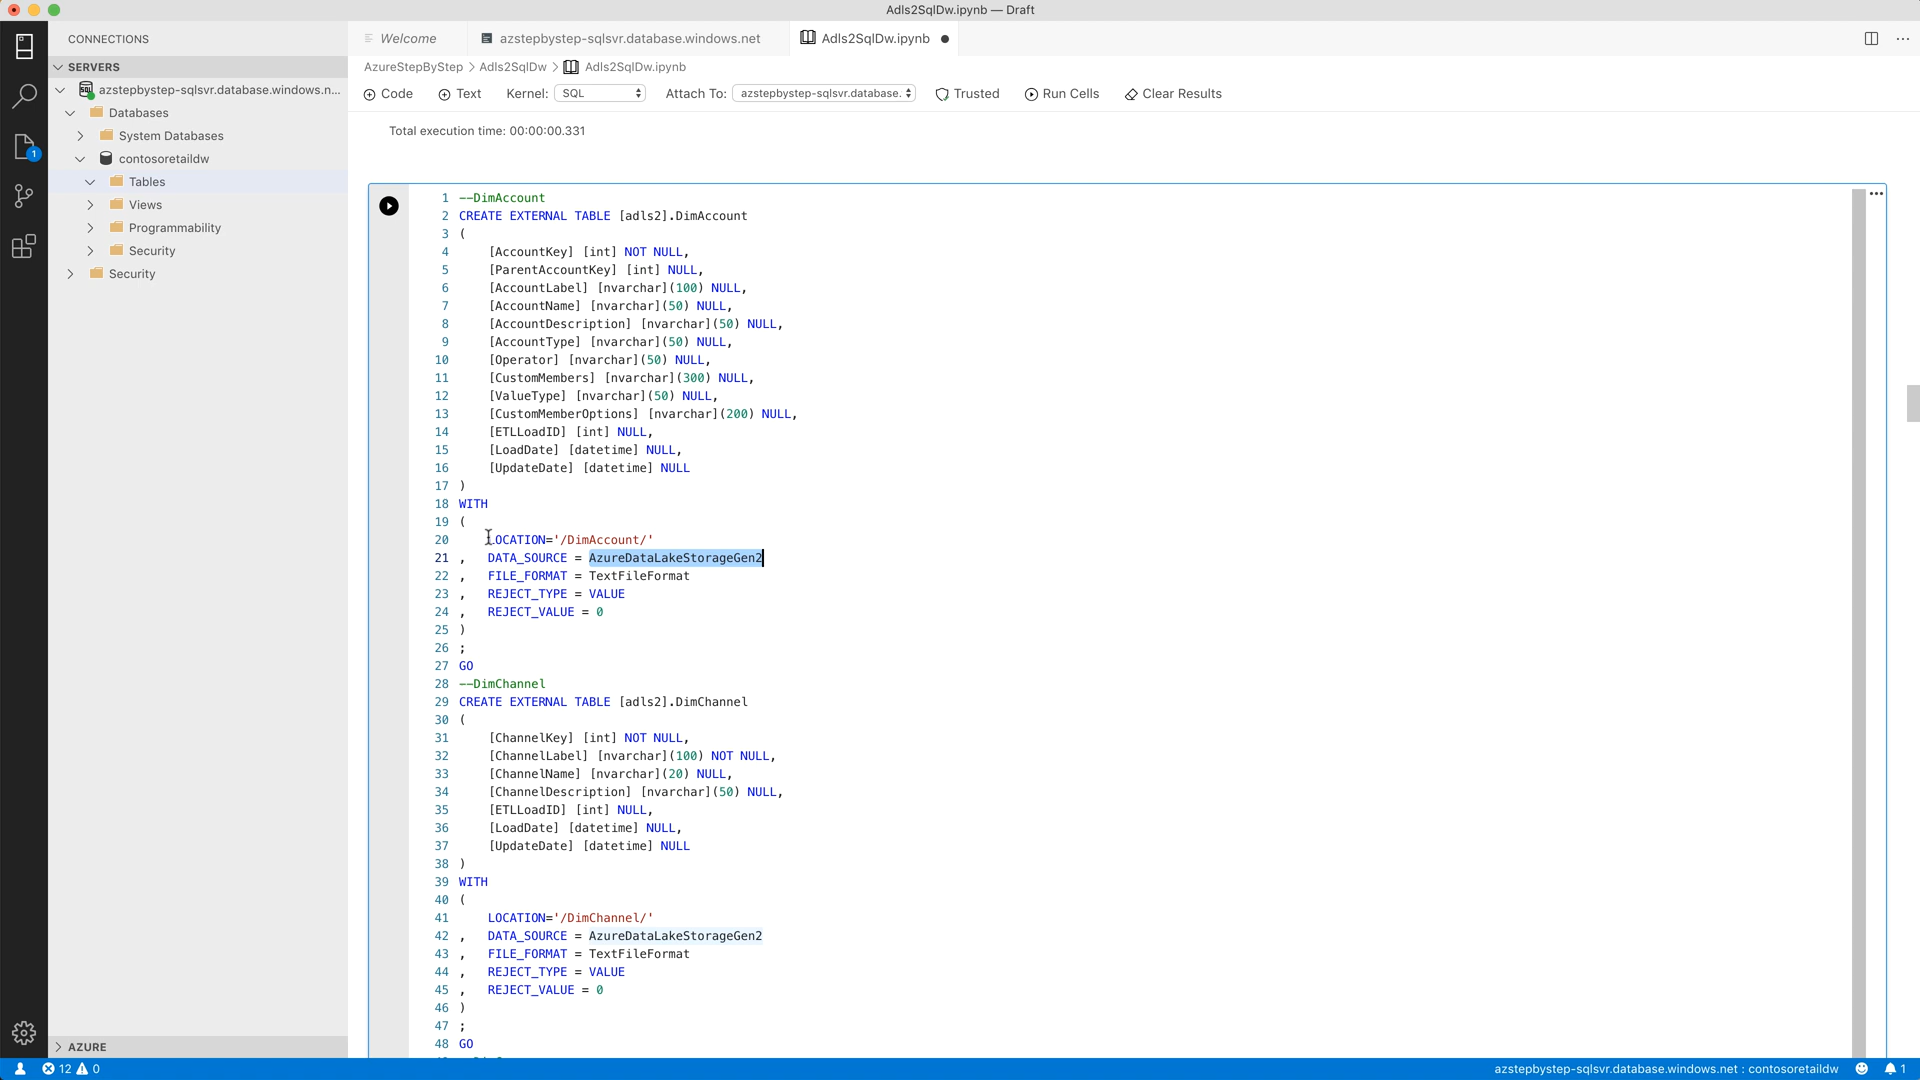 Adls2SqlDw.ipynb — Draft
CONNECTIONS
SERVERS
azstepbystep-sqlsvr.database.windows.n...
Databases
System Databases
contosoretaildw
Tables
Views
Programmability
Security
Security
AZURE
1
Welcome
azstepbystep-sqlsvr.database.windows.net
Adls2SqlDw.ipynb
AzureStepByStep > Adls2SqlDw > Adls2SqlDw.ipynb
Code Text Kernel: SQL Attach To: azstepbystep-sqlsvr.database. Trusted Run Cells Clear Results
Total execution time: 00:00:00.331
1 --DimAccount
2 CREATE EXTERNAL TABLE [adls2].DimAccount
3 (
4 [AccountKey] [int] NOT NULL,
5 [ParentAccountKey] [int] NULL,
6 [AccountLabel] [nvarchar](100) NULL,
7 [AccountName] [nvarchar](50) NULL,
8 [AccountDescription] [nvarchar](50) NULL,
9 [AccountType] [nvarchar](50) NULL,
10 [Operator] [nvarchar](50) NULL,
11 [CustomMembers] [nvarchar](300) NULL,
12 [ValueType] [nvarchar](50) NULL,
13 [CustomMemberOptions] [nvarchar](200) NULL,
14 [ETLLoadID] [int] NULL,
15 [LoadDate] [datetime] NULL,
16 [UpdateDate] [datetime] NULL
17 )
18 WITH
19 (
20 LOCATION='/DimAccount/'
21 , DATA_SOURCE = AzureDataLakeStorageGen2
22 , FILE_FORMAT = TextFileFormat
23 , REJECT_TYPE = VALUE
24 , REJECT_VALUE = 0
25 )
26 ;
27 GO
28 --DimChannel
29 CREATE EXTERNAL TABLE [adls2].DimChannel
30 (
31 [ChannelKey] [int] NOT NULL,
32 [ChannelLabel] [nvarchar](100) NOT NULL,
33 [ChannelName] [nvarchar](20) NULL,
34 [ChannelDescription] [nvarchar](50) NULL,
35 [ETLLoadID] [int] NULL,
36 [LoadDate] [datetime] NULL,
37 [UpdateDate] [datetime] NULL
38 )
39 WITH
40 (
41 LOCATION='/DimChannel/'
42 , DATA_SOURCE = AzureDataLakeStorageGen2
43 , FILE_FORMAT = TextFileFormat
44 , REJECT_TYPE = VALUE
45 , REJECT_VALUE = 0
46 )
47 ;
48 GO
12 0
azstepbystep-sqlsvr.database.windows.net : contosoretaildw
1